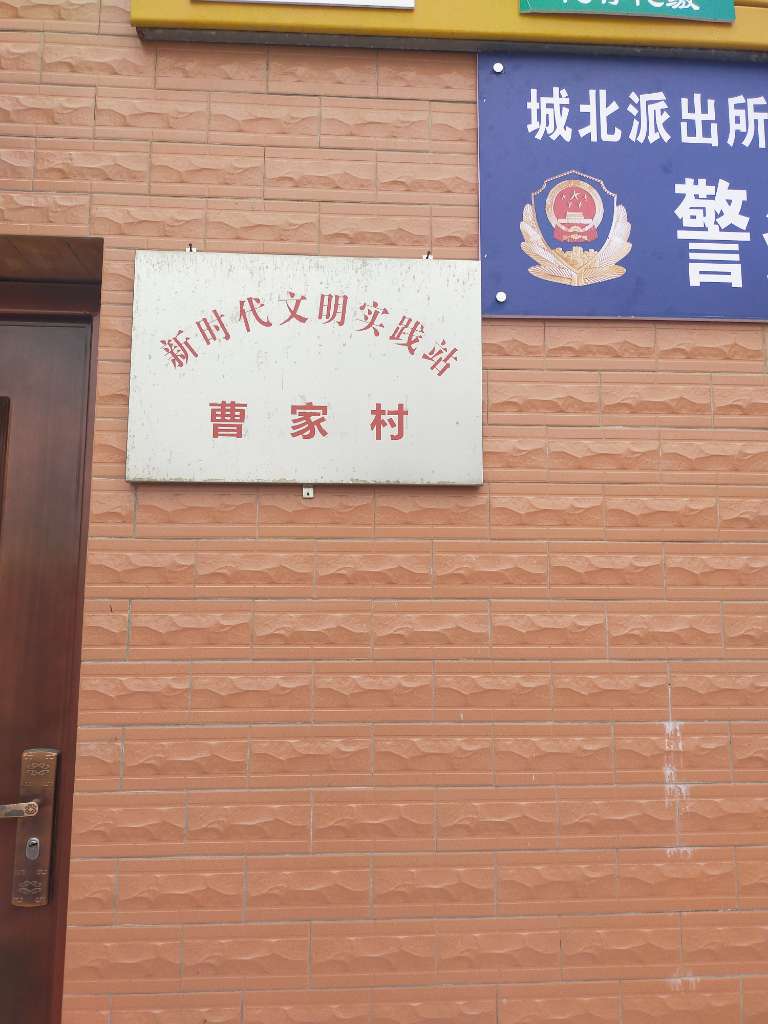 城北派出所
警
新时代文明实践站
曹家村